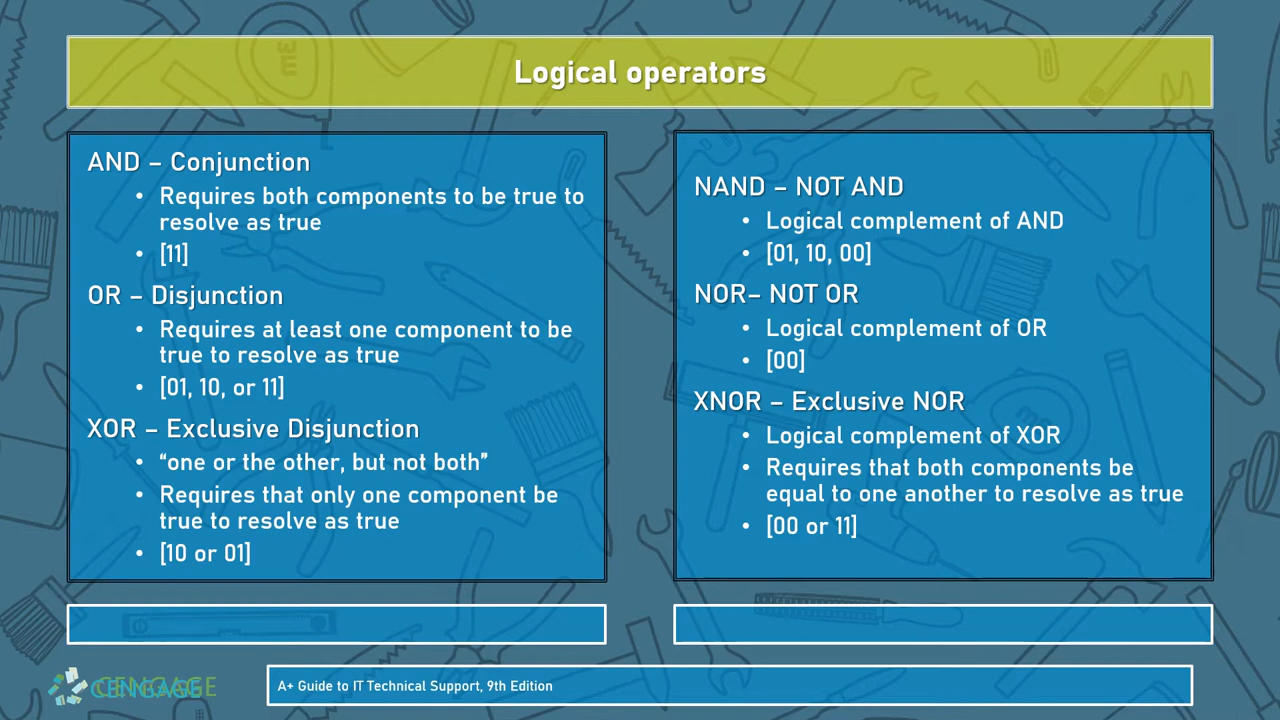 Logical operators
AND – Conjunction
• Requires both components to be true to
resolve as true
• [11]
OR – Disjunction
• Requires at least one component to be
true to resolve as true
• [01, 10, or 11]
XOR – Exclusive Disjunction
• “one or the other, but not both”
• Requires that only one component be
true to resolve as true
• [10 or 01]
NAND – NOT AND
• Logical complement of AND
• [01, 10, 00]
NOR– NOT OR
• Logical complement of OR
• [00]
XNOR – Exclusive NOR
• Logical complement of XOR
• Requires that both components be
equal to one another to resolve as true
• [00 or 11]
CENGAGE
A+ Guide to IT Technical Support, 9th Edition